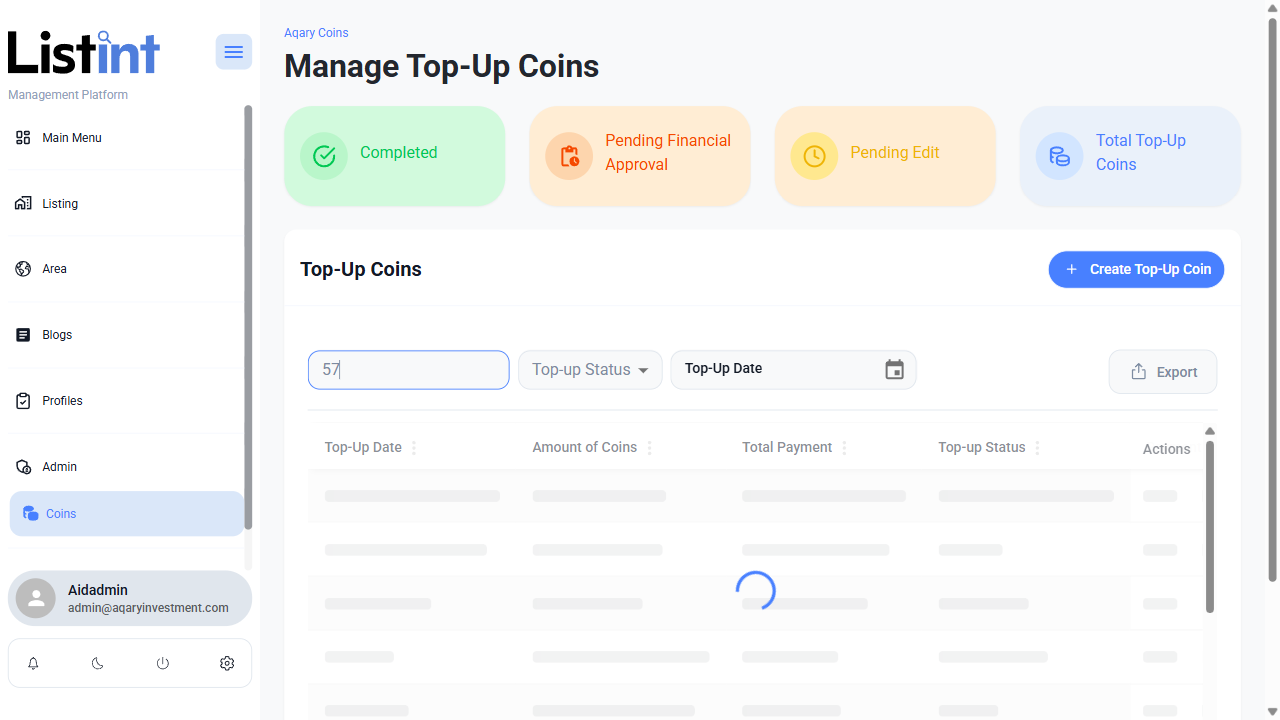 Listint
Management Platform
Main Menu
Listing
Area
Blogs
Profiles
Admin
Coins
Aidadmin
admin@aqaryinvestment.com
Aqary Coins
Manage Top-Up Coins
Completed
Pending Financial
Approval
Pending Edit
Total Top-Up
Coins
Top-Up Coins
Create Top-Up Coin
57
Top-up Status
Top-Up Date
Export
Top-Up Date
Amount of Coins
Total Payment
Top-up Status
Actions